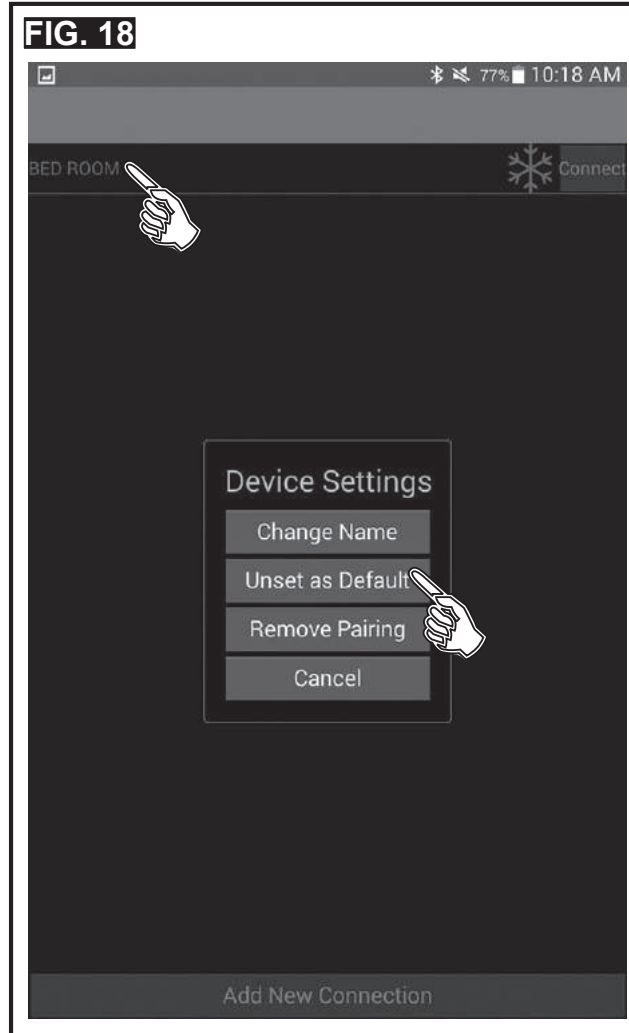 FIG. 18
77% 10:18 AM
BED ROOM Connect
Device Settings
Change Name
Unset as Default
Remove Pairing
Cancel
Add New Connection